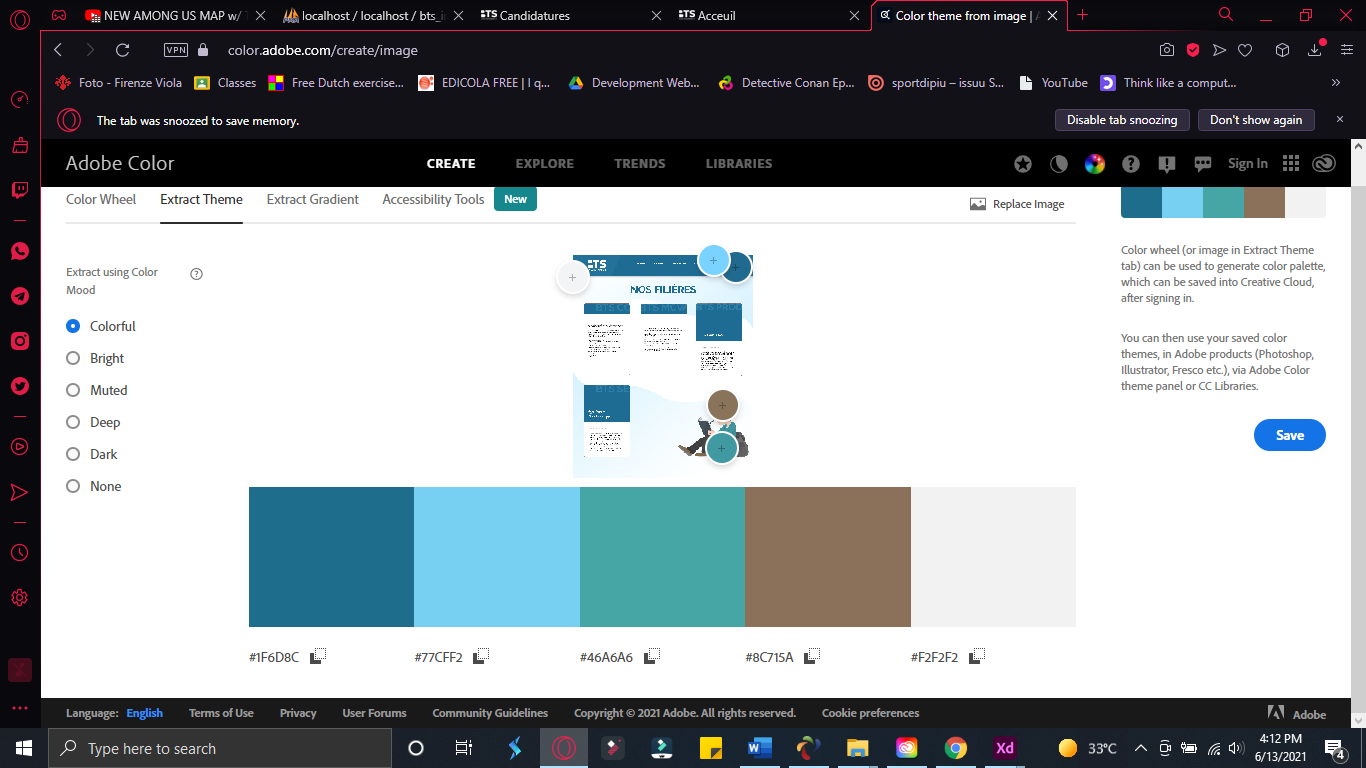 NEW AMONG US MAP w/
localhost / localhost / bts_i
BTS Candidatures
BTS Acceuil
Color theme from image | A
VPN
color.adobe.com/create/image
Foto - Firenze Viola
Classes
Free Dutch exercise...
EDICOLA FREE | I q...
Development Web...
Detective Conan Ep...
sportdipiu – issuu S...
YouTube
Think like a comput...
The tab was snoozed to save memory.
Disable tab snoozing
Don't show again
Adobe Color
CREATE
EXPLORE
TRENDS
LIBRARIES
Sign In
Color Wheel
Extract Theme
Extract Gradient
Accessibility Tools
New
Replace Image
Extract using Color
Mood
Colorful
Bright
Muted
Deep
Dark
None
BTS
NOS FILIÈRES
Color wheel (or image in Extract Theme
tab) can be used to generate color palette,
which can be saved into Creative Cloud,
after signing in.
You can then use your saved color
themes, in Adobe products (Photoshop,
Illustrator, Fresco etc.), via Adobe Color
theme panel or CC Libraries.
Save
#1F6D8C
#77CFF2
#46A6A6
#8C715A
#F2F2F2
Language: English
Terms of Use
Privacy
User Forums
Community Guidelines
Copyright © 2021 Adobe. All rights reserved.
Cookie preferences
Adobe
Type here to search
Xd
33°C
4:12 PM
6/13/2021
4